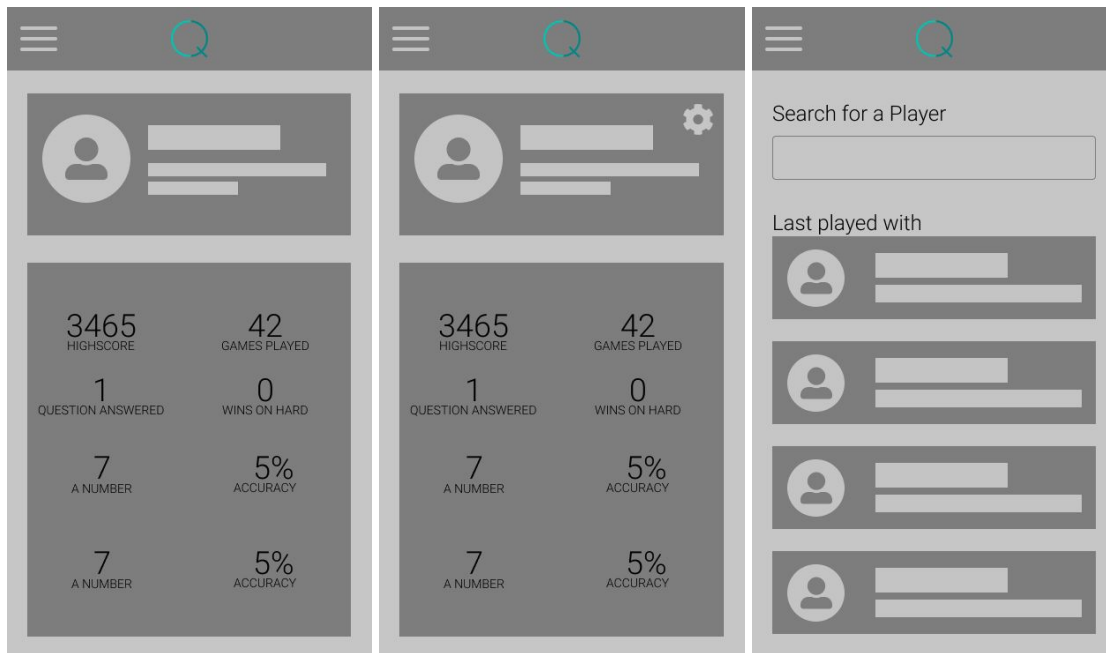 Q
3465 42
HIGHSCORE GAMES PLAYED
1 0
QUESTION ANSWERED WINS ON HARD
7 5%
A NUMBER ACCURACY
7 5%
A NUMBER ACCURACY
Q
3465 42
HIGHSCORE GAMES PLAYED
1 0
QUESTION ANSWERED WINS ON HARD
7 5%
A NUMBER ACCURACY
7 5%
A NUMBER ACCURACY
Q
Search for a Player
Last played with